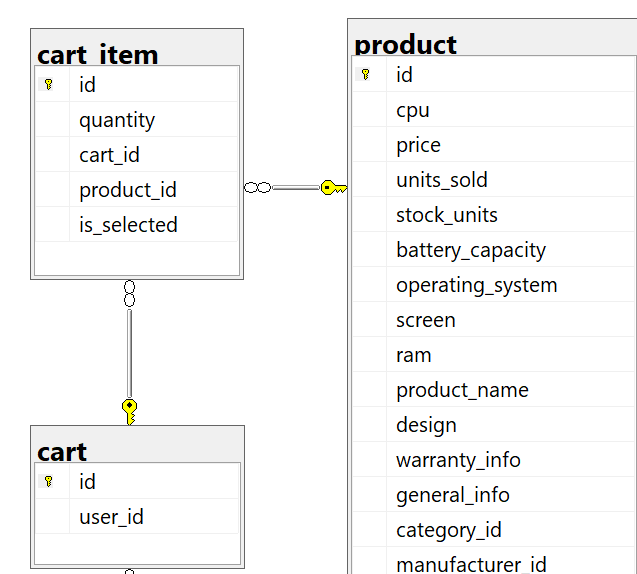 cart_item
id
quantity
cart_id
product_id
is_selected
cart
id
user_id
product
id
cpu
price
units_sold
stock_units
battery_capacity
operating_system
screen
ram
product_name
design
warranty_info
general_info
category_id
manufacturer_id